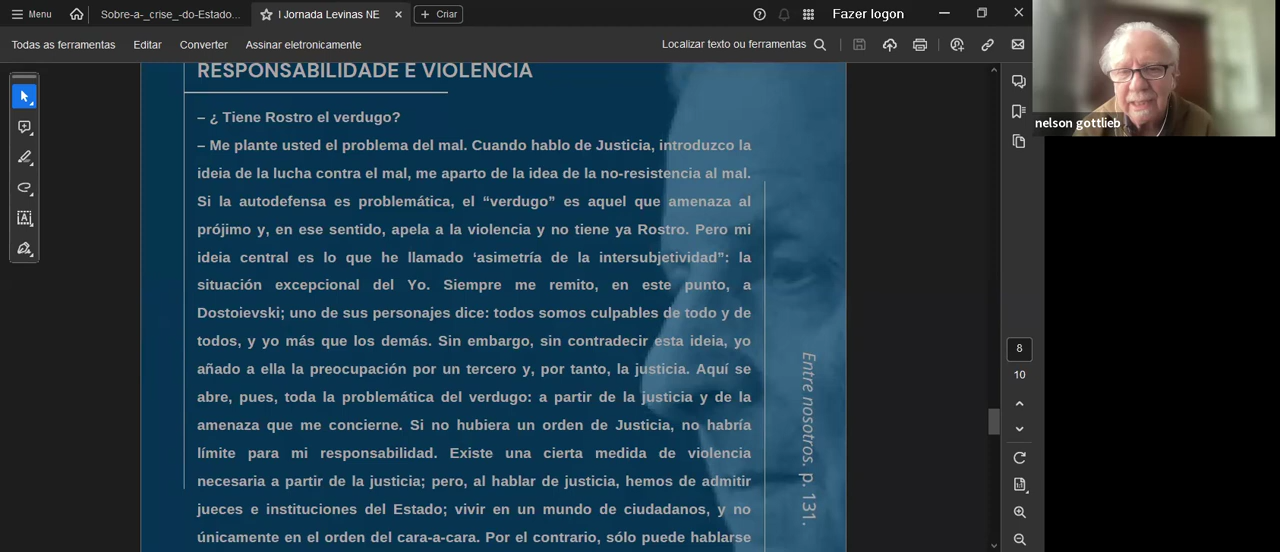 Menu
Sobre-a-_crise_-do-Estado...
I Jornada Levinas NE
Criar
Fazer logon
Todas as ferramentas
Editar
Converter
Assinar eletronicamente
Localizar texto ou ferramentas
nelson gottlieb
RESPONSABILIDADE E VIOLENCIA
– ¿ Tiene Rostro el verdugo?
– Me plante usted el problema del mal. Cuando hablo de Justicia, introduzco la
ideia de la lucha contra el mal, me aparto de la idea de la no-resistencia al mal.
Si la autodefensa es problemática, el “verdugo” es aquel que amenaza al
prójimo y, en ese sentido, apela a la violencia y no tiene ya Rostro. Pero mi
ideia central es lo que he llamado ‘asimetría de la intersubjetividad”: la
situación excepcional del Yo. Siempre me remito, en este punto, a
Dostoievski; uno de sus personajes dice: todos somos culpables de todo y de
todos, y yo más que los demás. Sin embargo, sin contradecir esta ideia, yo
añado a ella la preocupación por un tercero y, por tanto, la justicia. Aquí se
abre, pues, toda la problemática del verdugo: a partir de la justicia y de la
amenaza que me concierne. Si no hubiera un orden de Justicia, no habría
límite para mi responsabilidad. Existe una cierta medida de violencia
necesaria a partir de la justicia; pero, al hablar de justicia, hemos de admitir
jueces e instituciones del Estado; vivir en un mundo de ciudadanos, y no
únicamente en el orden del cara-a-cara. Por el contrario, sólo puede hablarse
Entre nosotros. p. 131.
8
10